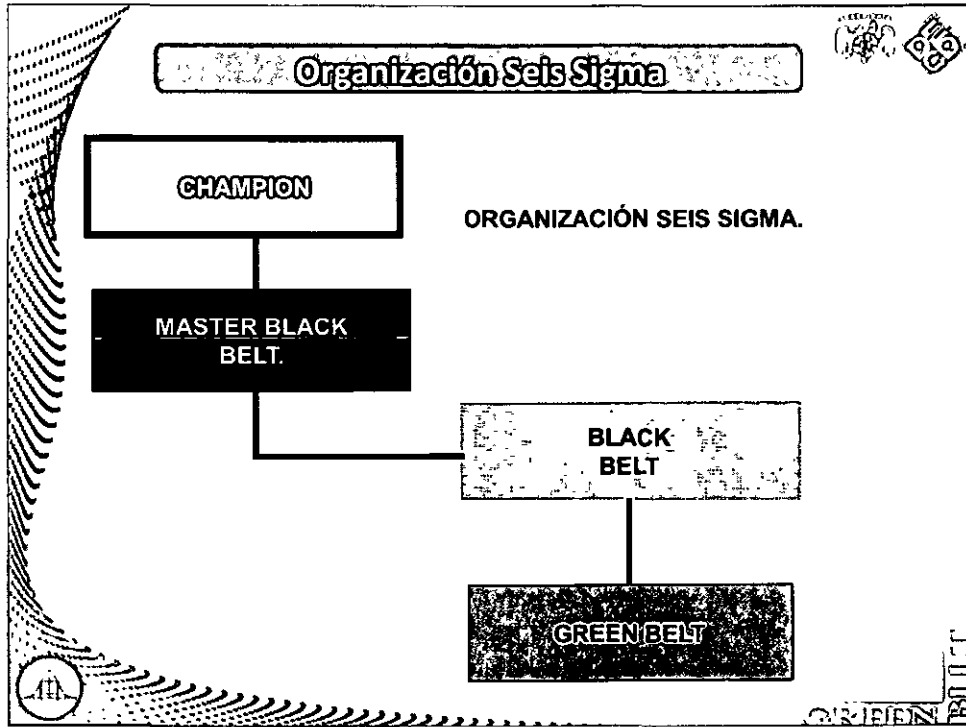 Organización Seis Sigma
CHAMPION
ORGANIZACIÓN SEIS SIGMA.
MASTER BLACK
BELT.
BLACK
BELT
GREEN BELT